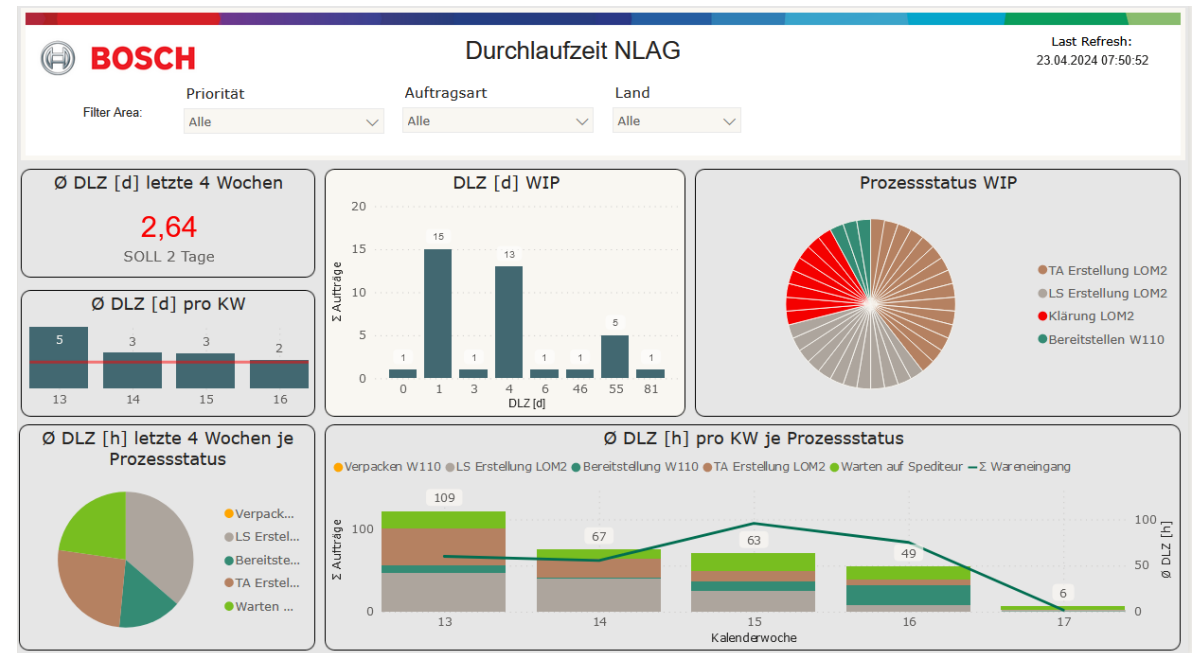 BOSCH
Durchlaufzeit NLAG
Last Refresh:
23.04.2024 07:50:52
Filter Area:
Priorität
Alle
Auftragsart
Alle
Land
Alle
Ø DLZ [d] letzte 4 Wochen
2,64
SOLL 2 Tage
Ø DLZ [d] pro KW
5
3
3
2
13
14
15
16
DLZ [d] WIP
Σ Aufträge
20
15
10
5
0
1
15
1
13
1
1
5
1
0
1
3
4
6
46
55
81
DLZ [d]
Prozessstatus WIP
TA Erstellung LOM2
LS Erstellung LOM2
Klärung LOM2
Bereitstellen W110
Ø DLZ [h] letzte 4 Wochen je
Prozessstatus
Verpack...
LS Erstel...
Bereitste...
TA Erstel...
Warten ...
Ø DLZ [h] pro KW je Prozessstatus
Verpacken W110 LS Erstellung LOM2 Bereitstellung W110 TA Erstellung LOM2 Warten auf Spediteur Σ Wareneingang
Σ Aufträge
100
0
109
67
63
49
6
100
50
0
Ø DLZ [h]
13
14
15
16
17
Kalenderwoche